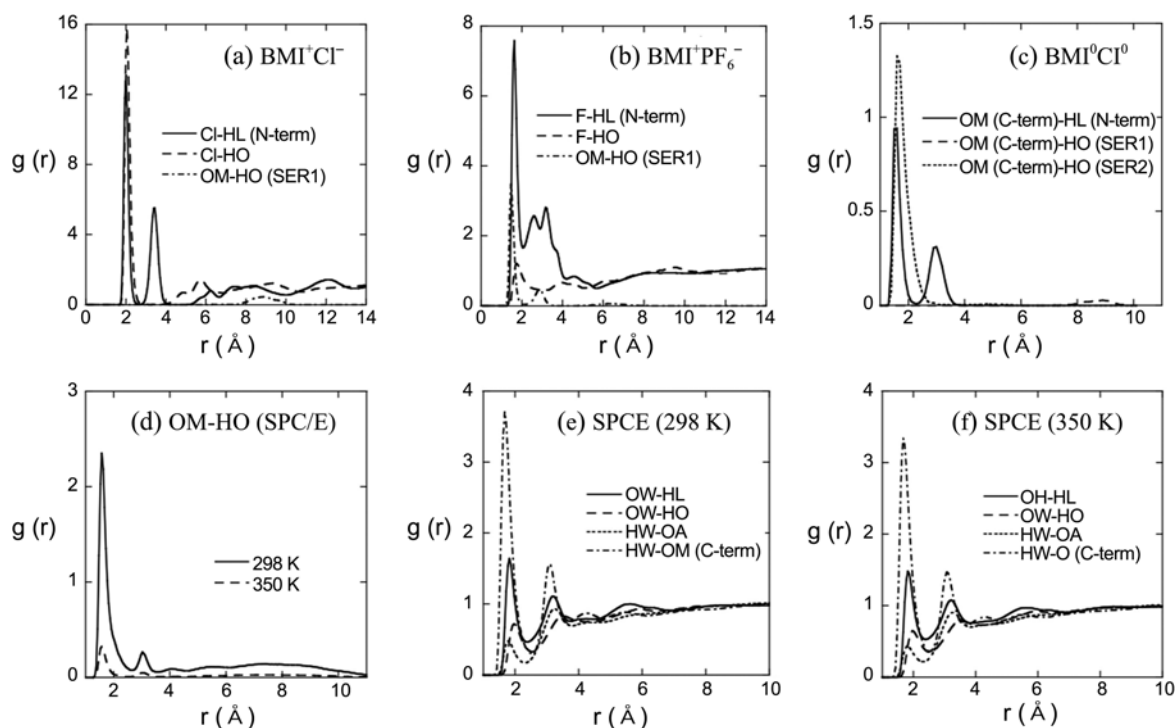 (a) BMI⁺Cl⁻
Cl-HL (N-term)
Cl-HO
OM-HO (SER1)
g (r)
16
12
8
4
0
0 2 4 6 8 10 12 14
r (Å)
(b) BMI⁺PF₆⁻
F-HL (N-term)
F-HO
OM-HO (SER1)
g (r)
8
6
4
2
0
0 2 4 6 8 10 12 14
r (Å)
(c) BMI⁰Cl⁰
OM (C-term)-HL (N-term)
OM (C-term)-HO (SER1)
OM (C-term)-HO (SER2)
g (r)
1.5
1
0.5
0
2 4 6 8 10
r (Å)
(d) OM-HO (SPC/E)
298 K
350 K
g (r)
3
2
1
0
2 4 6 8 10
r (Å)
(e) SPCE (298 K)
OW-HL
OW-HO
HW-OA
HW-OM (C-term)
g (r)
4
3
2
1
0
2 4 6 8 10
r (Å)
(f) SPCE (350 K)
OH-HL
OW-HO
HW-OA
HW-O (C-term)
g (r)
4
3
2
1
0
2 4 6 8 10
r (Å)